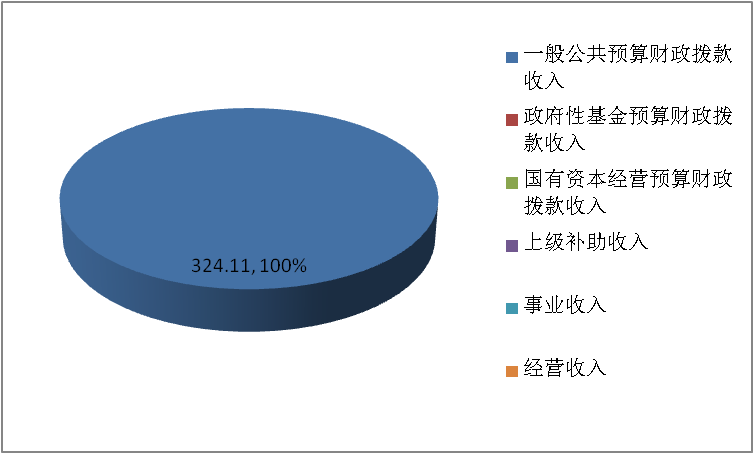 324.11, 100%
一般公共预算财政拨款
收入
政府性基金预算财政拨
款收入
国有资本经营预算财政
拨款收入
上级补助收入
事业收入
经营收入